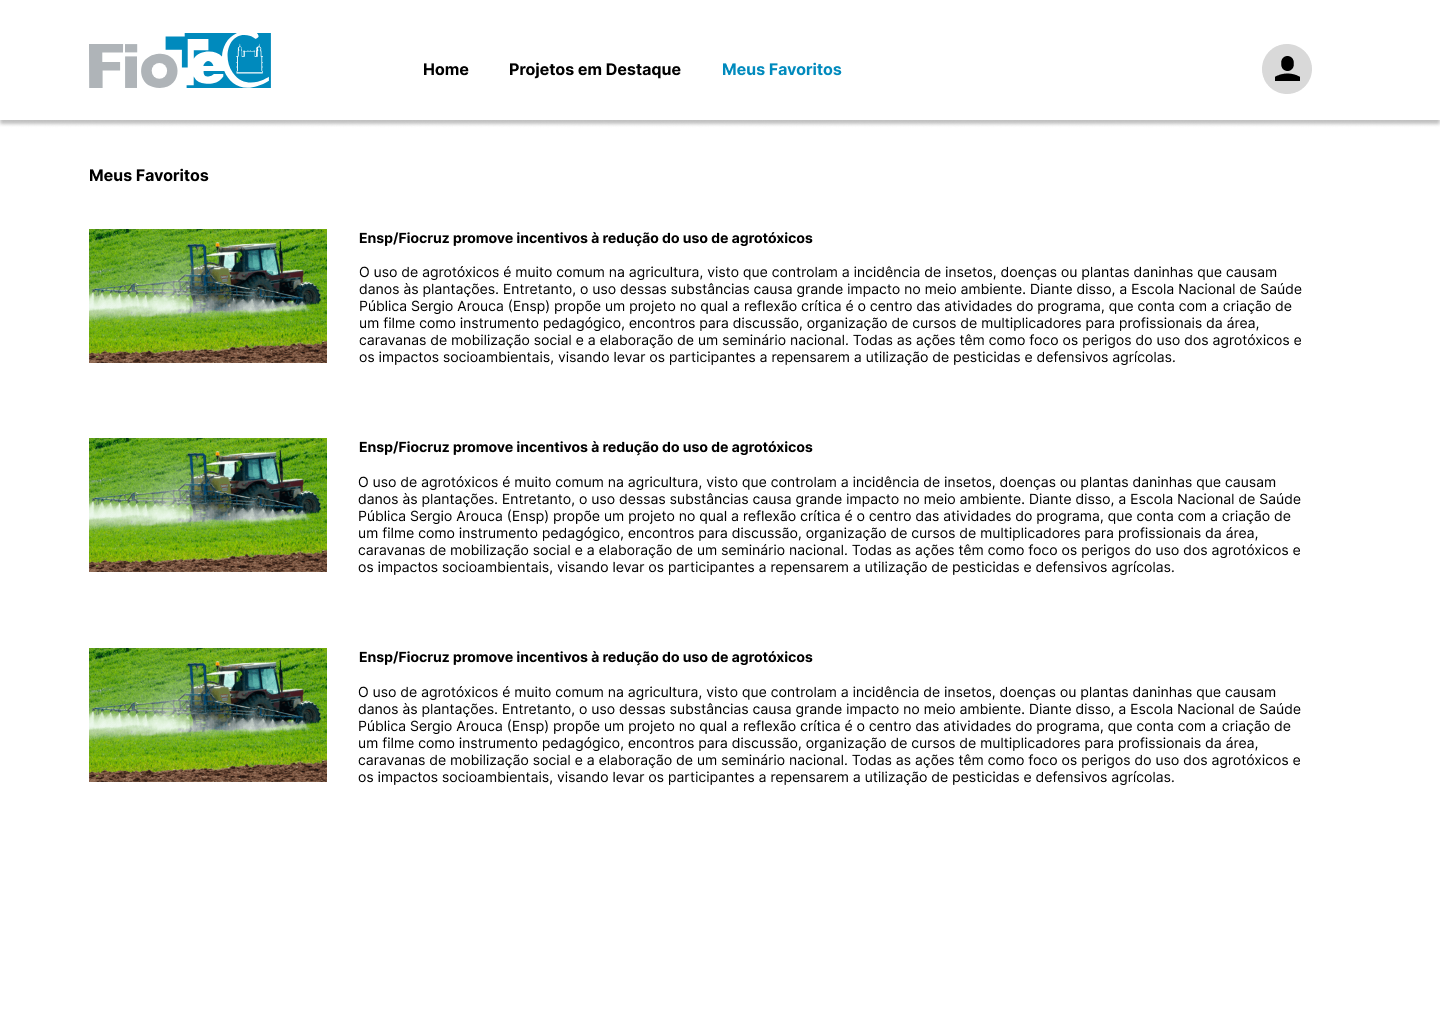 FioTeC
Home
Projetos em Destaque
Meus Favoritos
Meus Favoritos
Ensp/Fiocruz promove incentivos à redução do uso de agrotóxicos
O uso de agrotóxicos é muito comum na agricultura, visto que controlam a incidência de insetos, doenças ou plantas daninhas que causam
danos às plantações. Entretanto, o uso dessas substâncias causa grande impacto no meio ambiente. Diante disso, a Escola Nacional de Saúde
Pública Sergio Arouca (Ensp) propõe um projeto no qual a reflexão crítica é o centro das atividades do programa, que conta com a criação de
um filme como instrumento pedagógico, encontros para discussão, organização de cursos de multiplicadores para profissionais da área,
caravanas de mobilização social e a elaboração de um seminário nacional. Todas as ações têm como foco os perigos do uso dos agrotóxicos e
os impactos socioambientais, visando levar os participantes a repensarem a utilização de pesticidas e defensivos agrícolas.
Ensp/Fiocruz promove incentivos à redução do uso de agrotóxicos
O uso de agrotóxicos é muito comum na agricultura, visto que controlam a incidência de insetos, doenças ou plantas daninhas que causam
danos às plantações. Entretanto, o uso dessas substâncias causa grande impacto no meio ambiente. Diante disso, a Escola Nacional de Saúde
Pública Sergio Arouca (Ensp) propõe um projeto no qual a reflexão crítica é o centro das atividades do programa, que conta com a criação de
um filme como instrumento pedagógico, encontros para discussão, organização de cursos de multiplicadores para profissionais da área,
caravanas de mobilização social e a elaboração de um seminário nacional. Todas as ações têm como foco os perigos do uso dos agrotóxicos e
os impactos socioambientais, visando levar os participantes a repensarem a utilização de pesticidas e defensivos agrícolas.
Ensp/Fiocruz promove incentivos à redução do uso de agrotóxicos
O uso de agrotóxicos é muito comum na agricultura, visto que controlam a incidência de insetos, doenças ou plantas daninhas que causam
danos às plantações. Entretanto, o uso dessas substâncias causa grande impacto no meio ambiente. Diante disso, a Escola Nacional de Saúde
Pública Sergio Arouca (Ensp) propõe um projeto no qual a reflexão crítica é o centro das atividades do programa, que conta com a criação de
um filme como instrumento pedagógico, encontros para discussão, organização de cursos de multiplicadores para profissionais da área,
caravanas de mobilização social e a elaboração de um seminário nacional. Todas as ações têm como foco os perigos do uso dos agrotóxicos e
os impactos socioambientais, visando levar os participantes a repensarem a utilização de pesticidas e defensivos agrícolas.